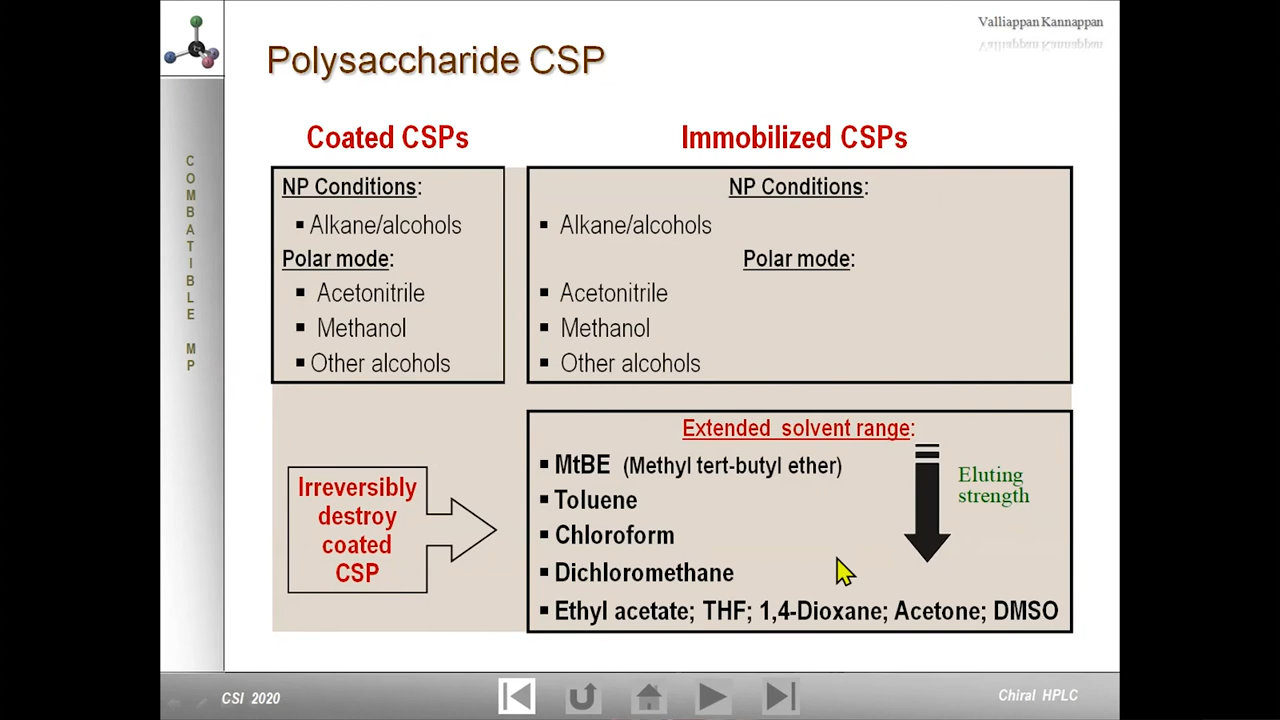 Valliappan Kannappan
Polysaccharide CSP
COMBATIBLE MP
Coated CSPs
NP Conditions:
▪ Alkane/alcohols
Polar mode:
▪ Acetonitrile
▪ Methanol
▪ Other alcohols
Immobilized CSPs
NP Conditions:
▪ Alkane/alcohols
Polar mode:
▪ Acetonitrile
▪ Methanol
▪ Other alcohols
Irreversibly
destroy
coated
CSP
Extended solvent range:
▪ MtBE (Methyl tert-butyl ether)
▪ Toluene
▪ Chloroform
▪ Dichloromethane
▪ Ethyl acetate; THF; 1,4-Dioxane; Acetone; DMSO
Eluting
strength
CSI 2020
Chiral HPLC